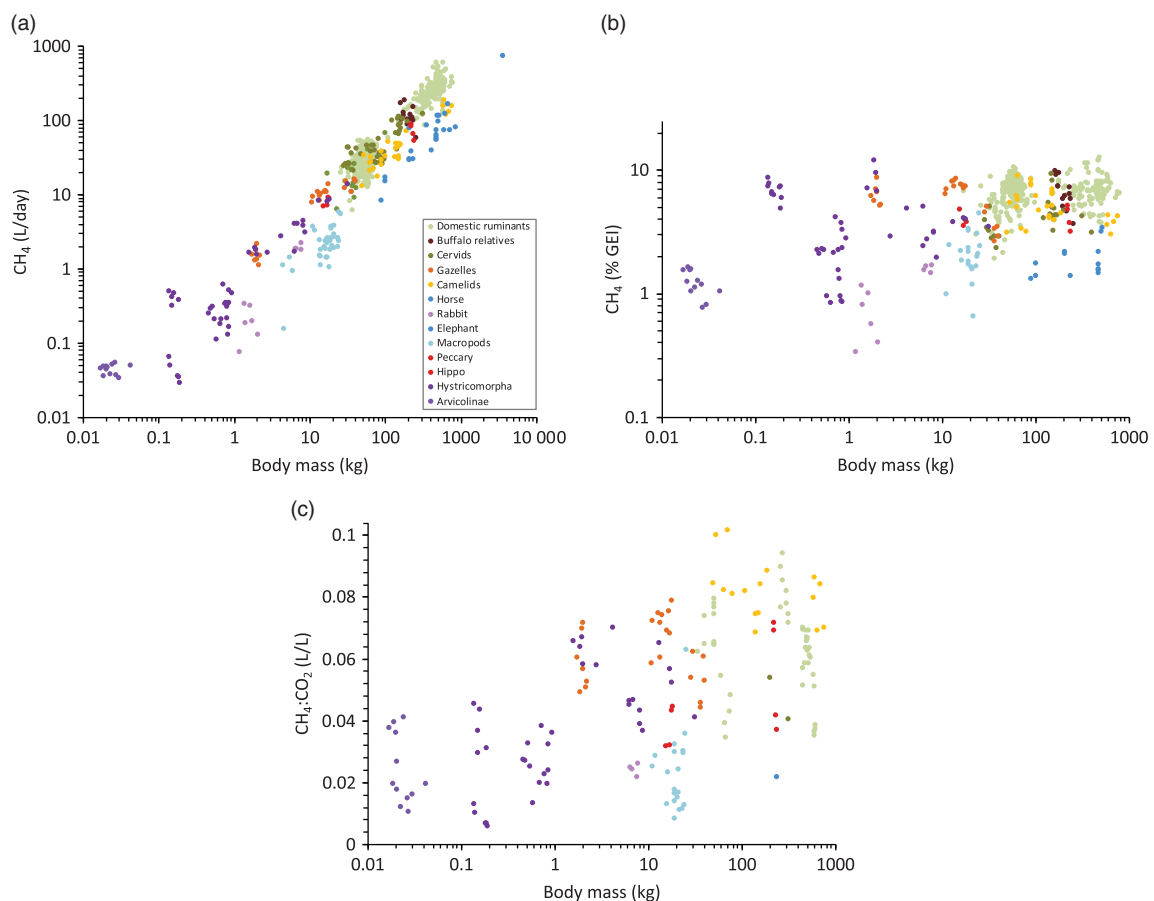 (a)
1000
100
10
1
0.1
0.01
CH₄ (L/day)
0.01
0.1
1
10
100
1000
10 000
Body mass (kg)
Domestic ruminants
Buffalo relatives
Cervids
Gazelles
Camelids
Horse
Rabbit
Elephant
Macropods
Peccary
Hippo
Hystricomorpha
Arvicolinae
(b)
10
1
0.1
CH₄ (% GEI)
0.01
0.1
1
10
100
1000
Body mass (kg)
(c)
0.1
0.08
0.06
0.04
0.02
0
CH₄:CO₂ (L/L)
0.01
0.1
1
10
100
1000
Body mass (kg)